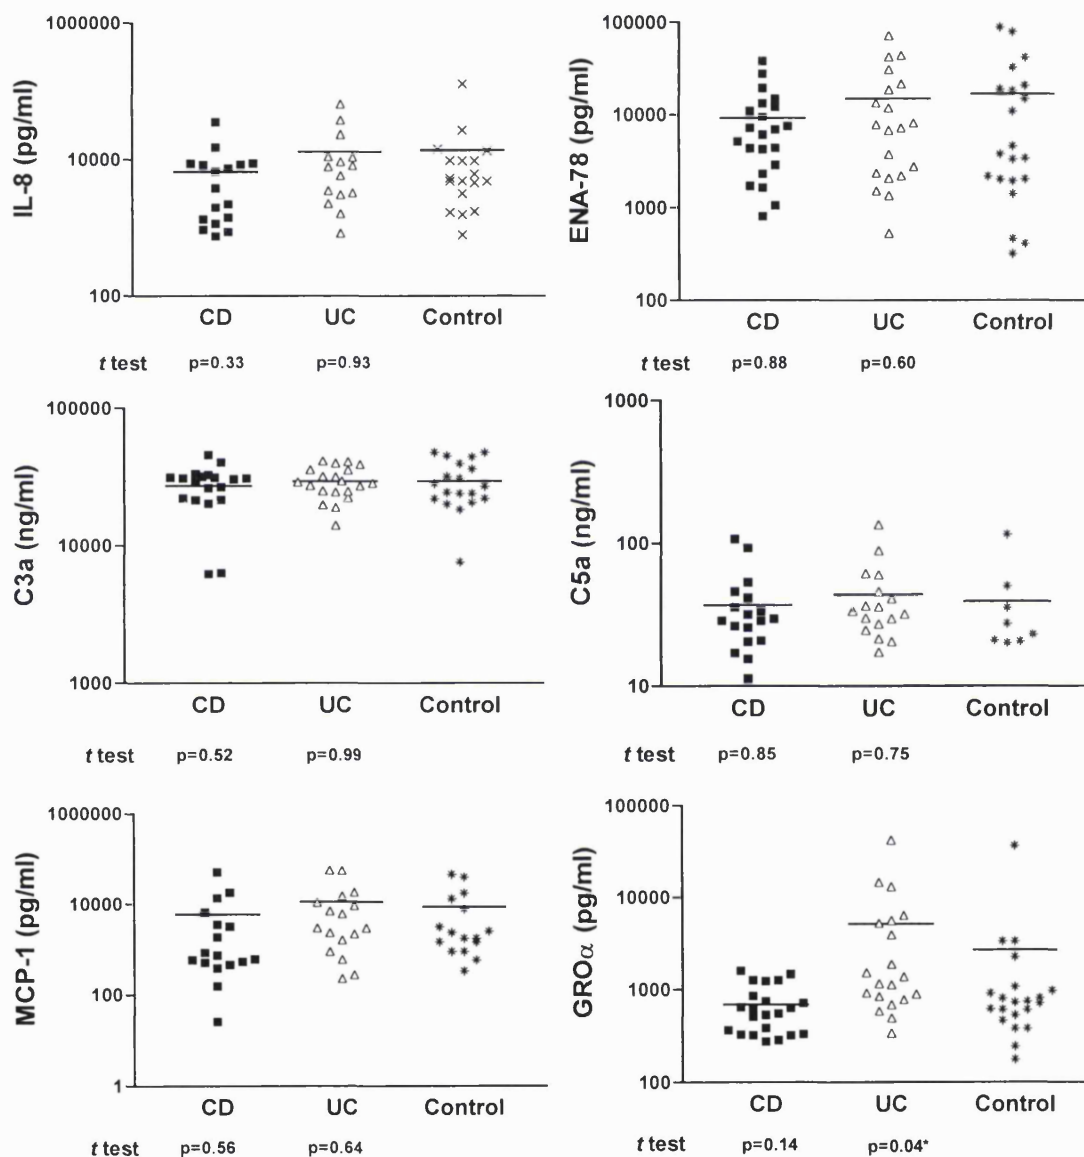 IL-8 (pg/ml)
1000000
10000
100
CD UC Control
t test p=0.33 p=0.93
ENA-78 (pg/ml)
100000
10000
1000
100
CD UC Control
t test p=0.88 p=0.60
C3a (ng/ml)
100000
10000
1000
CD UC Control
t test p=0.52 p=0.99
C5a (ng/ml)
1000
100
10
CD UC Control
t test p=0.85 p=0.75
MCP-1 (pg/ml)
1000000
10000
100
1
CD UC Control
t test p=0.56 p=0.64
GROα (pg/ml)
100000
10000
1000
100
CD UC Control
t test p=0.14 p=0.04*